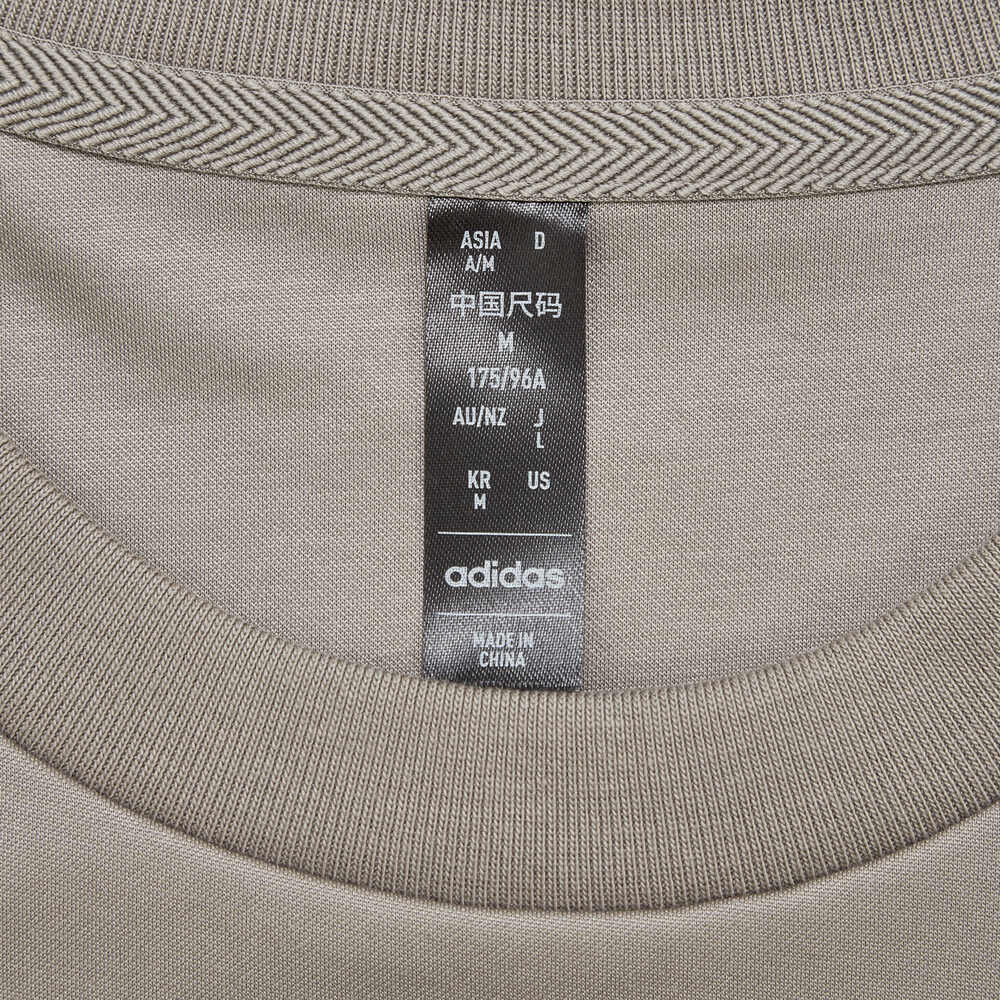 ASIA D
A/M
中国尺码
M
175/96A
AU/NZ J
L
KR US
M
adidas
MADE IN
CHINA